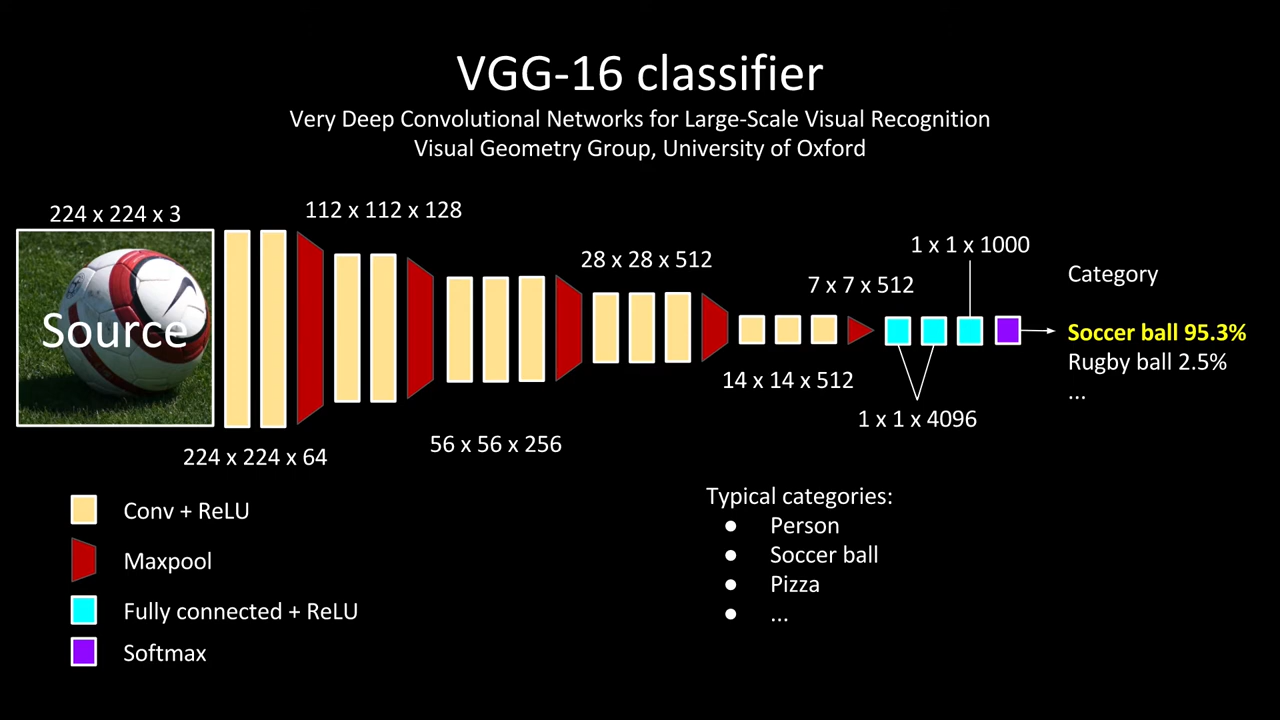 VGG-16 classifier
Very Deep Convolutional Networks for Large-Scale Visual Recognition
Visual Geometry Group, University of Oxford
224 x 224 x 3
112 x 112 x 128
28 x 28 x 512
1 x 1 x 1000
7 x 7 x 512
Category
Source
Soccer ball 95.3%
Rugby ball 2.5%
...
14 x 14 x 512
1 x 1 x 4096
56 x 56 x 256
224 x 224 x 64
Conv + ReLU
Maxpool
Fully connected + ReLU
Softmax
Typical categories:
● Person
● Soccer ball
● Pizza
● ...